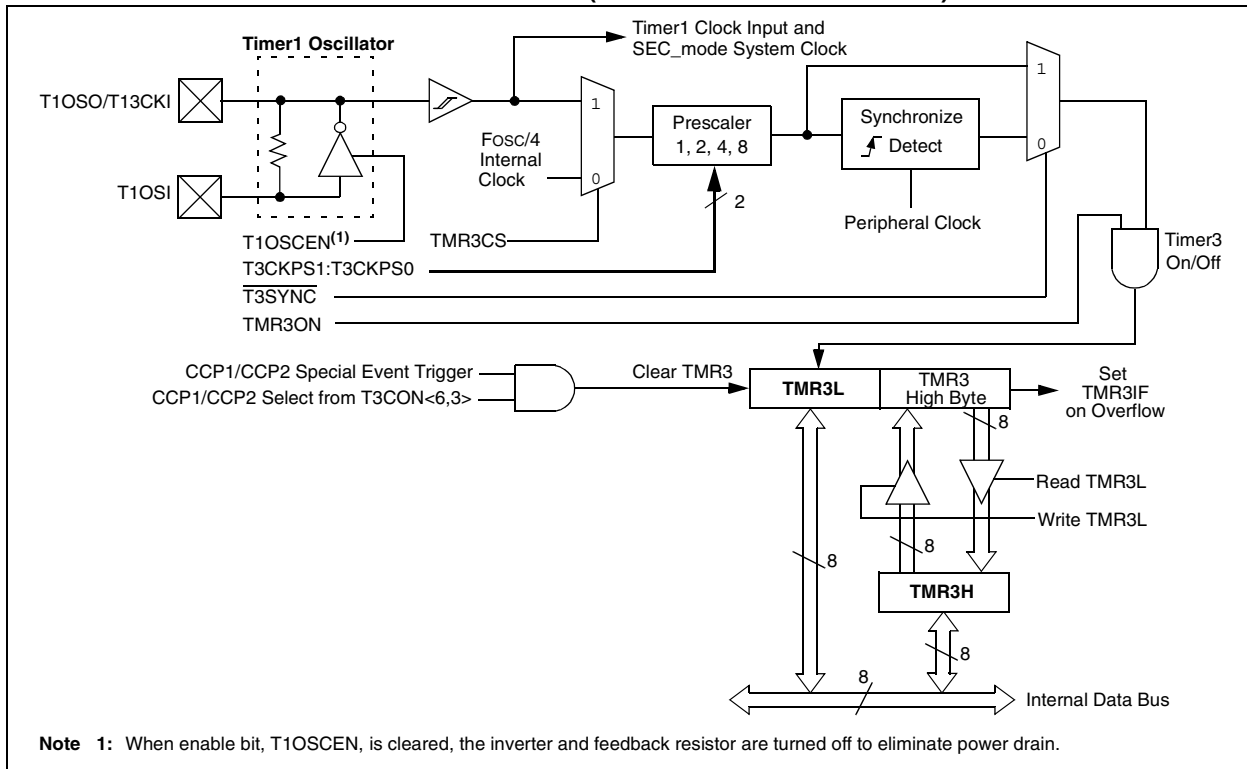 Timer1 Clock Input and
SEC_mode System Clock
Timer1 Oscillator
T1OSO/T13CKI
1
1
FOSC/4
Internal
Clock
Prescaler
1, 2, 4, 8
Synchronize
Detect
0
0
T1OSI
2
Peripheral Clock
T1OSCEN(1)
TMR3CS
Timer3
On/Off
T3CKPS1:T3CKPS0
T3SYNC
TMR3ON
CCP1/CCP2 Special Event Trigger
CCP1/CCP2 Select from T3CON<6,3>
Clear TMR3
TMR3L
TMR3
High Byte
Set
TMR3IF
on Overflow
8
Read TMR3L
Write TMR3L
8
8
TMR3H
8
8
Internal Data Bus
Note 1: When enable bit, T1OSCEN, is cleared, the inverter and feedback resistor are turned off to eliminate power drain.